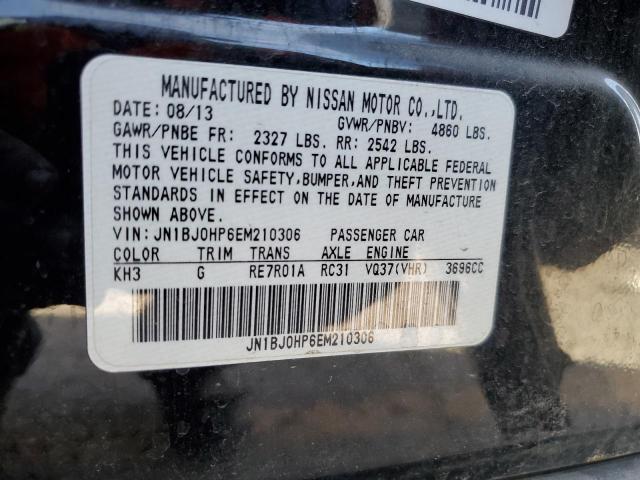 MANUFACTURED BY NISSAN MOTOR CO.,LTD.
DATE: 08/13 GVWR/PNBV: 4860 LBS.
GAWR/PNBE FR: 2327 LBS. RR: 2542 LBS.
THIS VEHICLE CONFORMS TO ALL APPLICABLE FEDERAL
MOTOR VEHICLE SAFETY,BUMPER,AND THEFT PREVENTION
STANDARDS IN EFFECT ON THE DATE OF MANUFACTURE
SHOWN ABOVE.
VIN: JN1BJ0HP6EM210306 PASSENGER CAR
COLOR TRIM TRANS AXLE ENGINE
KH3 G RE7R01A RC31 VQ37(VHR) 3696CC
JN1BJ0HP6EM210306